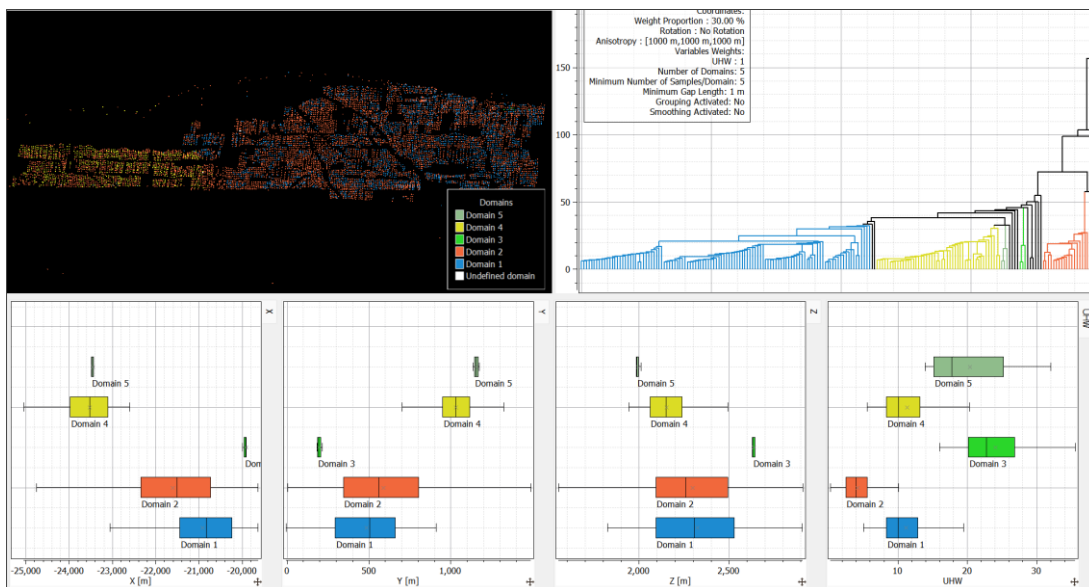 Coordinates:
Weight Proportion : 30.00 %
Rotation : No Rotation
Anisotropy : [1000 m,1000 m,1000 m]
Variables Weights:
UHW : 1
Number of Domains: 5
Minimum Number of Samples/Domain: 5
Minimum Gap Length: 1 m
Grouping Activated: No
Smoothing Activated: No
150
100
50
0
Domains
Domain 5
Domain 4
Domain 3
Domain 2
Domain 1
Undefined domain
X
Domain 5
Domain 4
Dom
Domain 2
Domain 1
-25,000 -24,000 -23,000 -22,000 -21,000 -20,000
X [m]
Y
Domain 5
Domain 4
Domain 3
Domain 2
Domain 1
0 500 1,000
Y [m]
Z
Domain 5
Domain 4
Domain 3
Domain 2
Domain 1
2,000 2,500
Z [m]
UHW
Domain 5
Domain 4
Domain 3
Domain 2
Domain 1
0 10 20 30
UHW